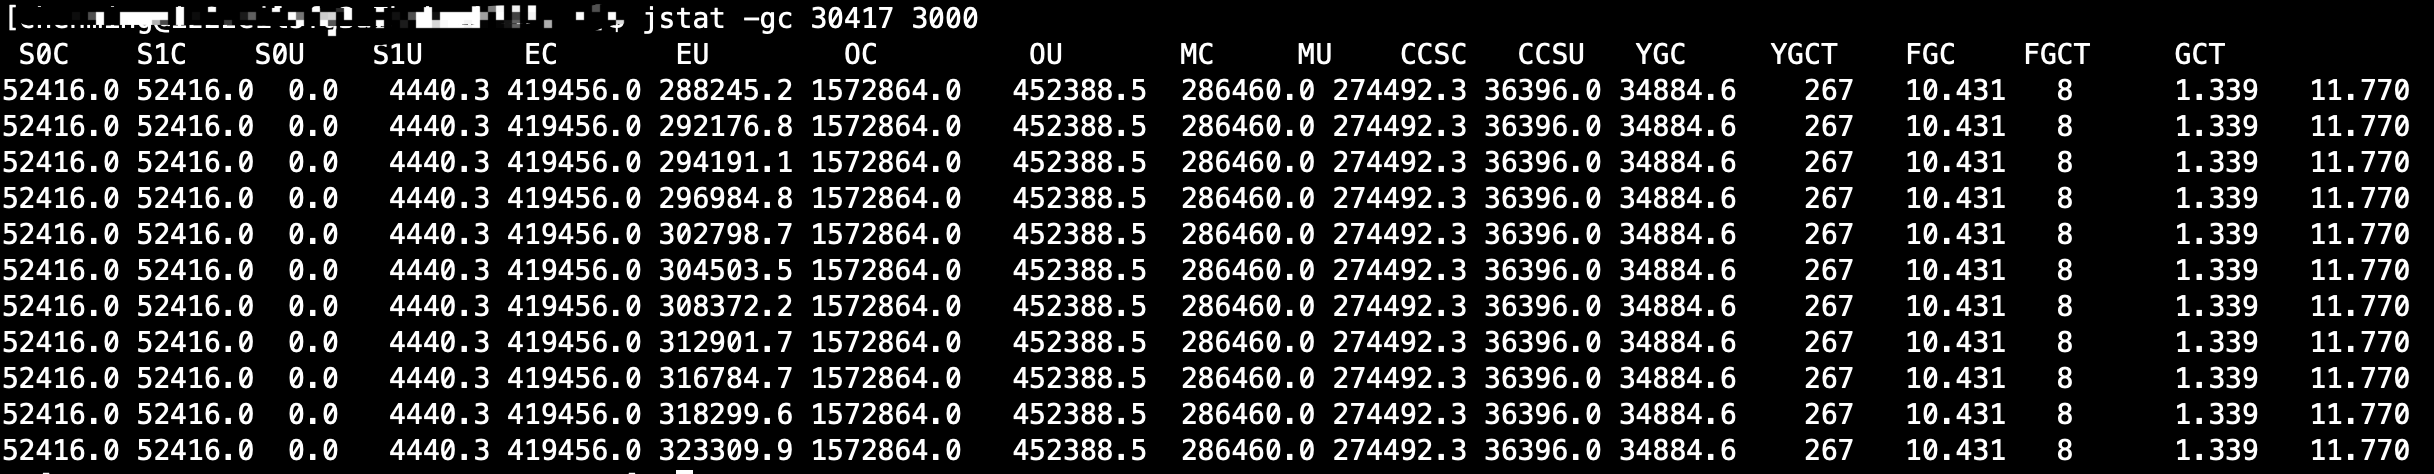 jstat -gc 30417 3000
S0C S1C S0U S1U EC EU OC OU MC MU CCSC CCSU YGC YGCT FGC FGCT GCT
52416.0 52416.0 0.0 4440.3 419456.0 288245.2 1572864.0 452388.5 286460.0 274492.3 36396.0 34884.6 267 10.431 8 1.339 11.770
52416.0 52416.0 0.0 4440.3 419456.0 292176.8 1572864.0 452388.5 286460.0 274492.3 36396.0 34884.6 267 10.431 8 1.339 11.770
52416.0 52416.0 0.0 4440.3 419456.0 294191.1 1572864.0 452388.5 286460.0 274492.3 36396.0 34884.6 267 10.431 8 1.339 11.770
52416.0 52416.0 0.0 4440.3 419456.0 296984.8 1572864.0 452388.5 286460.0 274492.3 36396.0 34884.6 267 10.431 8 1.339 11.770
52416.0 52416.0 0.0 4440.3 419456.0 302798.7 1572864.0 452388.5 286460.0 274492.3 36396.0 34884.6 267 10.431 8 1.339 11.770
52416.0 52416.0 0.0 4440.3 419456.0 304503.5 1572864.0 452388.5 286460.0 274492.3 36396.0 34884.6 267 10.431 8 1.339 11.770
52416.0 52416.0 0.0 4440.3 419456.0 308372.2 1572864.0 452388.5 286460.0 274492.3 36396.0 34884.6 267 10.431 8 1.339 11.770
52416.0 52416.0 0.0 4440.3 419456.0 312901.7 1572864.0 452388.5 286460.0 274492.3 36396.0 34884.6 267 10.431 8 1.339 11.770
52416.0 52416.0 0.0 4440.3 419456.0 316784.7 1572864.0 452388.5 286460.0 274492.3 36396.0 34884.6 267 10.431 8 1.339 11.770
52416.0 52416.0 0.0 4440.3 419456.0 318299.6 1572864.0 452388.5 286460.0 274492.3 36396.0 34884.6 267 10.431 8 1.339 11.770
52416.0 52416.0 0.0 4440.3 419456.0 323309.9 1572864.0 452388.5 286460.0 274492.3 36396.0 34884.6 267 10.431 8 1.339 11.770